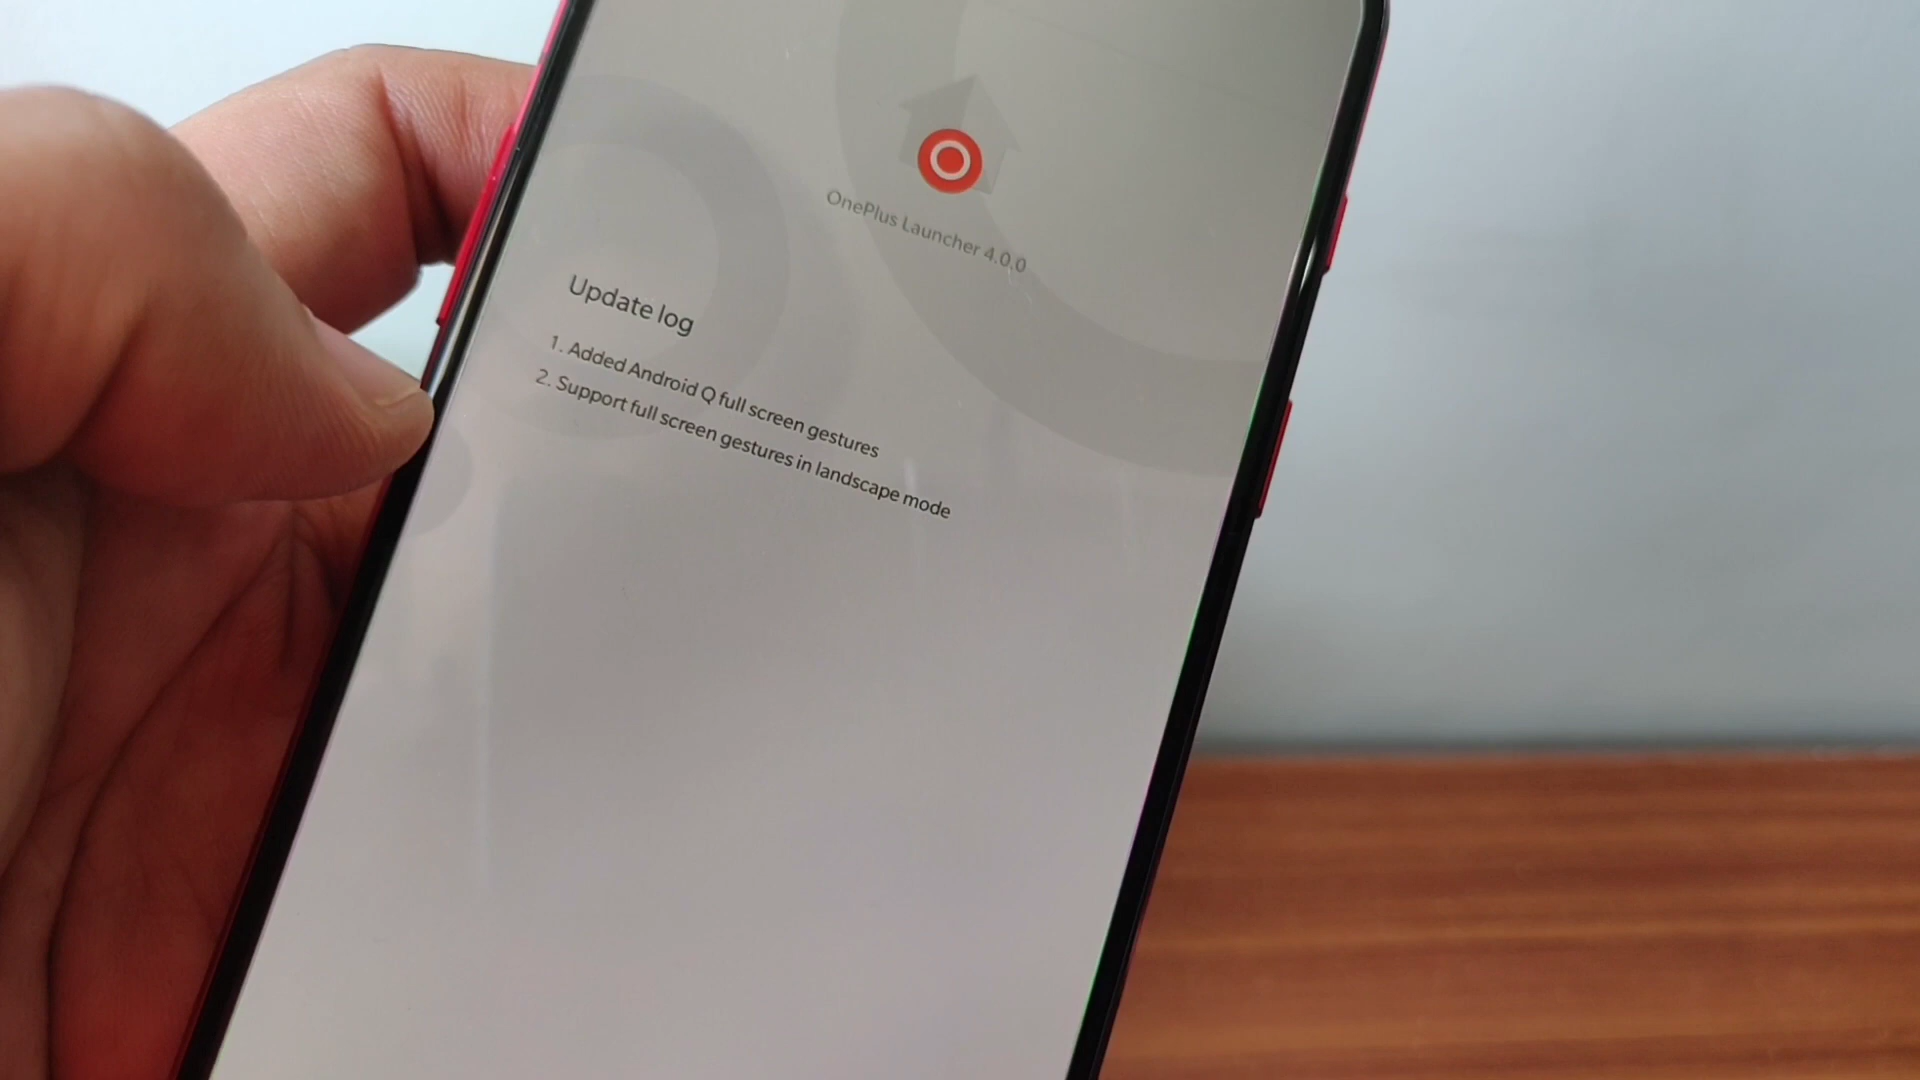 OnePlus Launcher 4.0.0
Update log
1. Added Android Q full screen gestures
2. Support full screen gestures in landscape mode